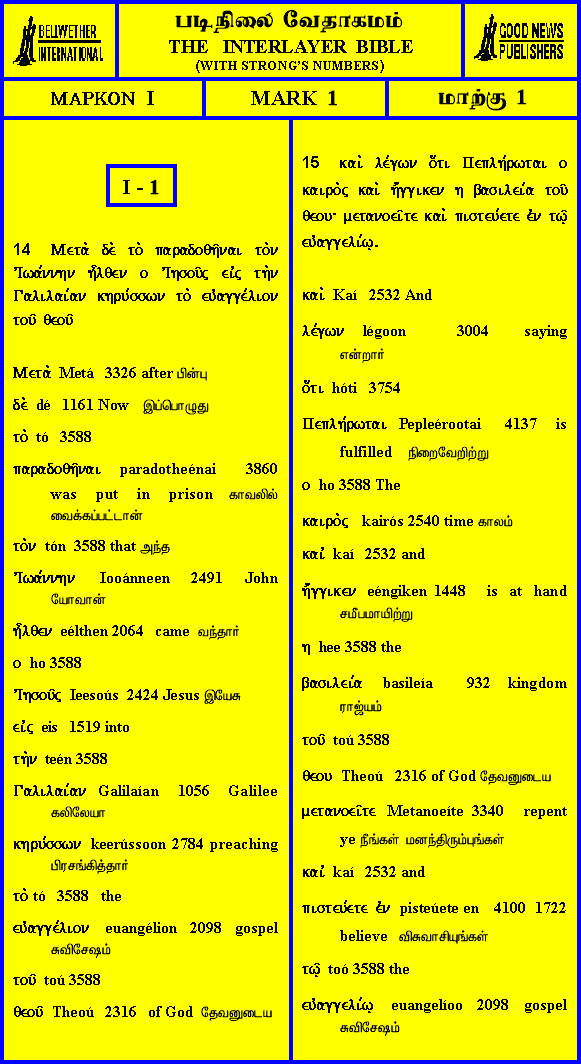 BELLWETHER
INTERNATIONAL
படிநிலை வேதாகமம்
THE INTERLAYER BIBLE
(WITH STRONG'S NUMBERS)
GOOD NEWS
PUBLISHERS
ΜΑΡΚΟΝ Ι
MARK 1
மாற்கு 1
I - 1
14 Μετὰ δὲ τὸ παραδοθῆναι τὸν
Ἰωάννην ἦλθεν ο Ἰησοῦς εἰς τὴν
Γαλιλαίαν κηρύσσων τὸ εὐαγγέλιον
τοῦ θεοῦ
Μετὰ Metá 3326 after பின்பு
δὲ dé 1161 Now இப்பொழுது
τὸ tó 3588
παραδοθῆναι paradotheénai 3860
was put in prison காவலில்
வைக்கப்பட்டான்
τὸν tón 3588 that அந்த
Ἰωάννην Iooánneen 2491 John
யோவான்
ἦλθεν eélthen 2064 came வந்தார்
ο ho 3588
Ἰησοῦς Ieesoús 2424 Jesus இயேசு
εἰς eis 1519 into
τὴν teén 3588
Γαλιλαίαν Galilaían 1056 Galilee
கலிலேயா
κηρύσσων keerússoon 2784 preaching
பிரசங்கித்தார்
τὸ tó 3588 the
εὐαγγέλιον euangélion 2098 gospel
சுவிசேஷம்
τοῦ toú 3588
θεοῦ Theoú 2316 of God தேவனுடைய
15 καὶ λέγων ὅτι Πεπλήρωται ο
καιρὸς καὶ ἤγγικεν η βασιλεία τοῦ
θεου· μετανοεῖτε καὶ πιστεύετε ἐν τῷ
εὐαγγελίῳ.
καὶ Kaí 2532 And
λέγων légoon 3004 saying
என்றார்
ὅτι hóti 3754
Πεπλήρωται Pepleérootai 4137 is
fulfilled நிறைவேறிற்று
ο ho 3588 The
καιρὸς kairós 2540 time காலம்
καὶ kaí 2532 and
ἤγγικεν eéngiken 1448 is at hand
சமீபமாயிற்று
η hee 3588 the
βασιλεία basileía 932 kingdom
ராஜ்யம்
τοῦ toú 3588
θεου Theoú 2316 of God தேவனுடைய
μετανοεῖτε Metanoeíte 3340 repent
ye நீங்கள் மனந்திரும்புங்கள்
καὶ kaí 2532 and
πιστεύετε ἐν pisteúete en 4100 1722
believe விசுவாசியுங்கள்
τῷ toó 3588 the
εὐαγγελίῳ euangelíoo 2098 gospel
சுவிசேஷம்